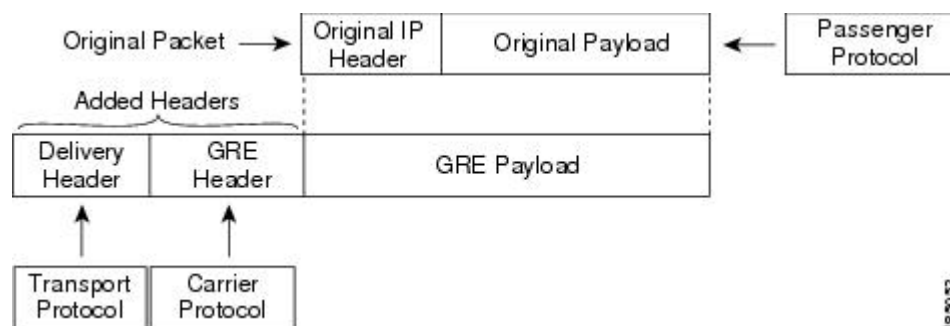 Original Packet
Original IP
Header
Original Payload
Passenger
Protocol
Added Headers
Delivery
Header
GRE
Header
GRE Payload
Transport
Protocol
Carrier
Protocol